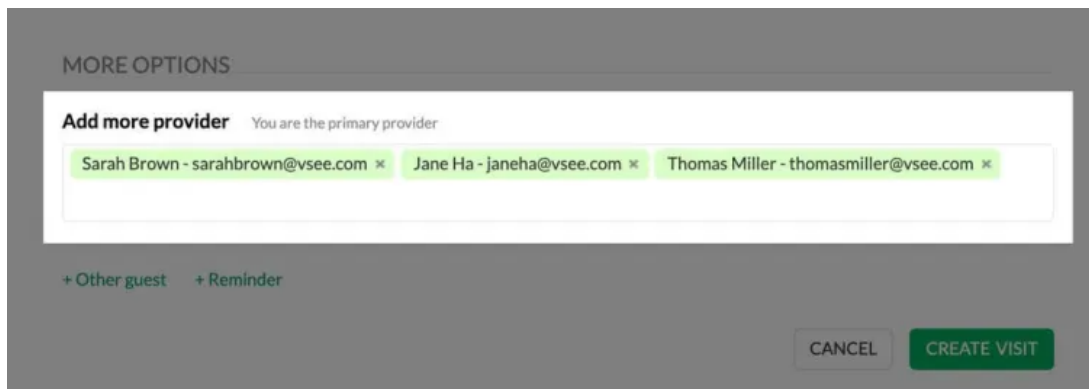 MORE OPTIONS
Add more provider You are the primary provider
Sarah Brown - sarahbrown@vsee.com × Jane Ha - janeha@vsee.com × Thomas Miller - thomasmiller@vsee.com ×
+ Other guest + Reminder
CANCEL CREATE VISIT